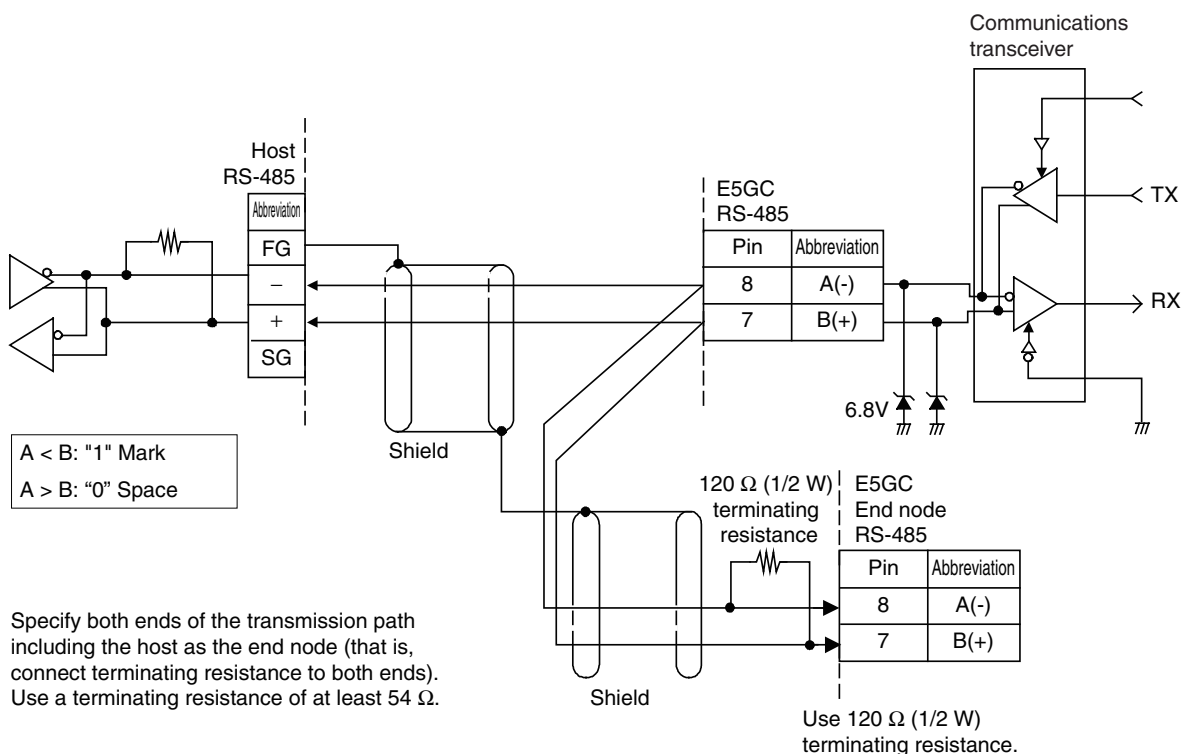 Communications
transceiver
Host
RS-485
Abbreviation
FG
−
+
SG
E5GC
RS-485
Pin Abbreviation
8 A(-)
7 B(+)
TX
RX
6.8V
A < B: "1" Mark
A > B: “0” Space
Shield
120 Ω (1/2 W)
terminating
resistance
E5GC
End node
RS-485
Pin Abbreviation
8 A(-)
7 B(+)
Specify both ends of the transmission path
including the host as the end node (that is,
connect terminating resistance to both ends).
Use a terminating resistance of at least 54 Ω.
Shield
Use 120 Ω (1/2 W)
terminating resistance.